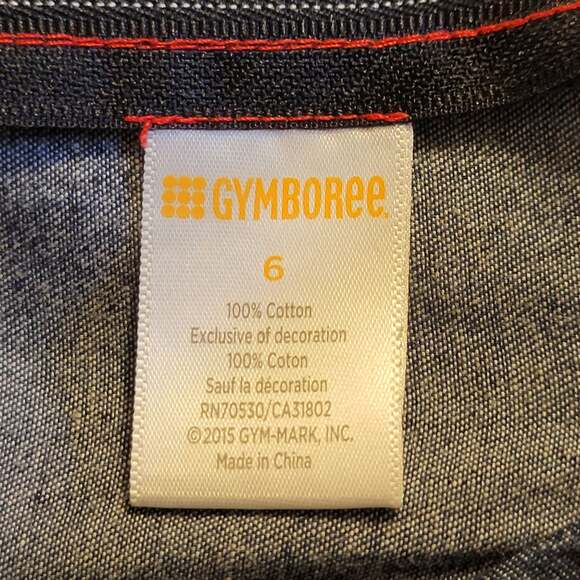 GYMBOREE
6
100% Cotton
Exclusive of decoration
100% Coton
Sauf la décoration
RN70530/CA31802
©2015 GYM-MARK, INC.
Made in China